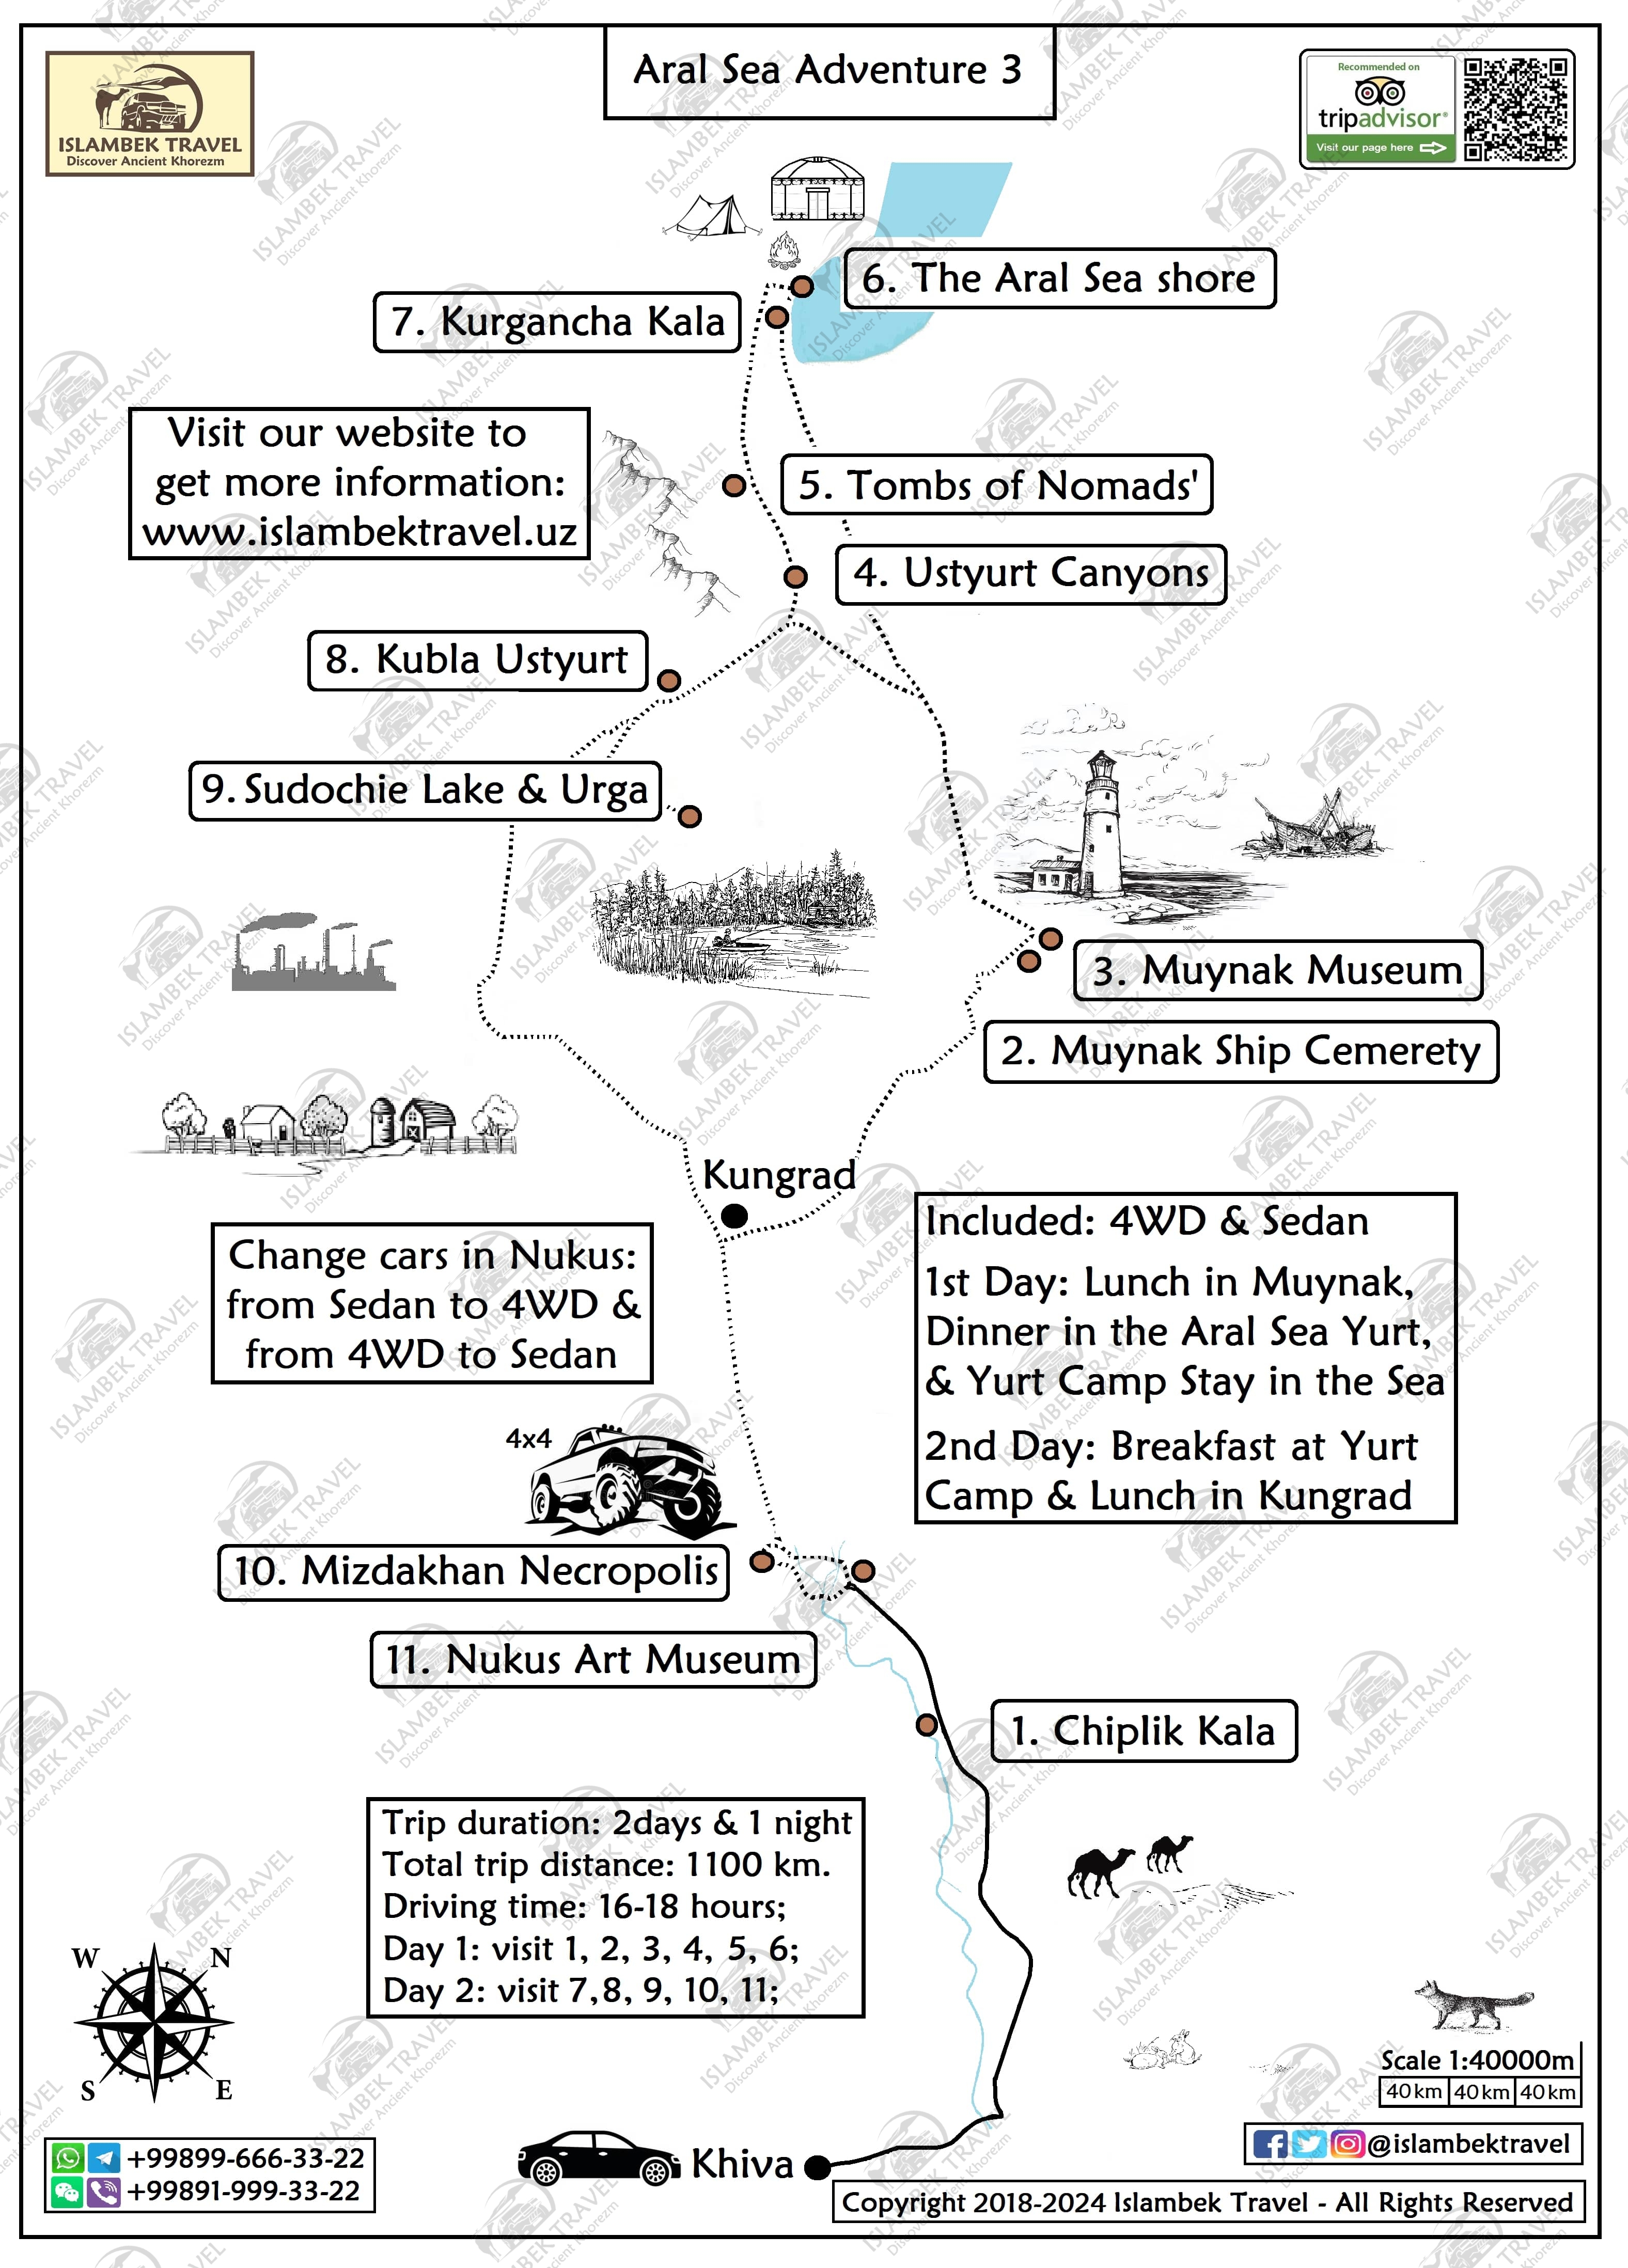 Aral Sea Adventure 3
ISLAMBEK TRAVEL
Discover Ancient Khorezm
Recommended on
tripadvisor®
Visit our page here
6. The Aral Sea shore
7. Kurgancha Kala
Visit our website to
get more information:
www.islambektravel.uz
5. Tombs of Nomads'
4. Ustyurt Canyons
8. Kubla Ustyurt
9. Sudochie Lake & Urga
3. Muynak Museum
2. Muynak Ship Cemerety
Kungrad
Included: 4WD & Sedan
1st Day: Lunch in Muynak,
Dinner in the Aral Sea Yurt,
& Yurt Camp Stay in the Sea
2nd Day: Breakfast at Yurt
Camp & Lunch in Kungrad
Change cars in Nukus:
from Sedan to 4WD &
from 4WD to Sedan
4x4
10. Mizdakhan Necropolis
11. Nukus Art Museum
1. Chiplik Kala
Trip duration: 2days & 1 night
Total trip distance: 1100 km.
Driving time: 16-18 hours;
Day 1: visit 1, 2, 3, 4, 5, 6;
Day 2: visit 7,8, 9, 10, 11;
W N
S E
Scale 1:40000m
40 km 40 km 40 km
+99899-666-33-22
+99891-999-33-22
Khiva
@islambektravel
Copyright 2018-2024 Islambek Travel - All Rights Reserved